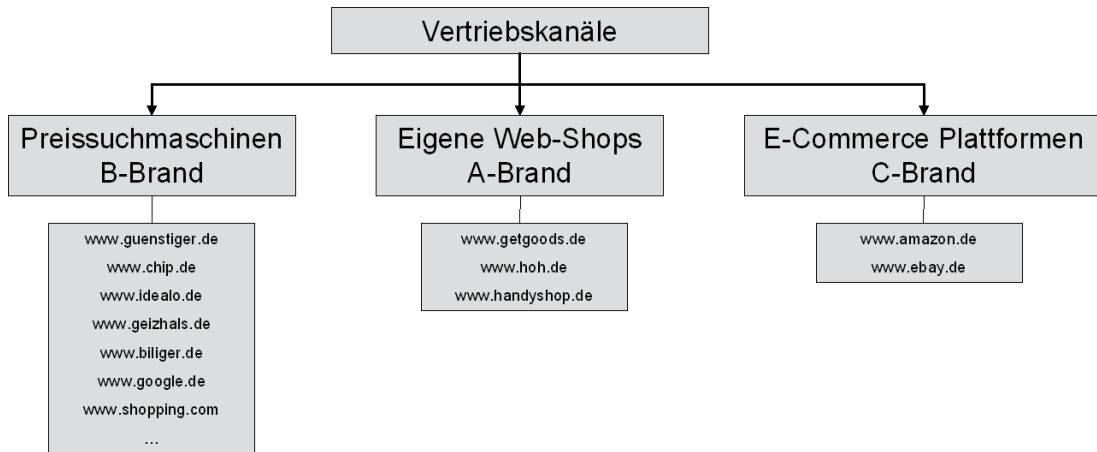 Vertriebskanäle
Preissuchmaschinen
B-Brand
www.guenstiger.de
www.chip.de
www.idealo.de
www.geizhals.de
www.biliger.de
www.google.de
www.shopping.com
...
Eigene Web-Shops
A-Brand
www.getgoods.de
www.hoh.de
www.handyshop.de
E-Commerce Plattformen
C-Brand
www.amazon.de
www.ebay.de